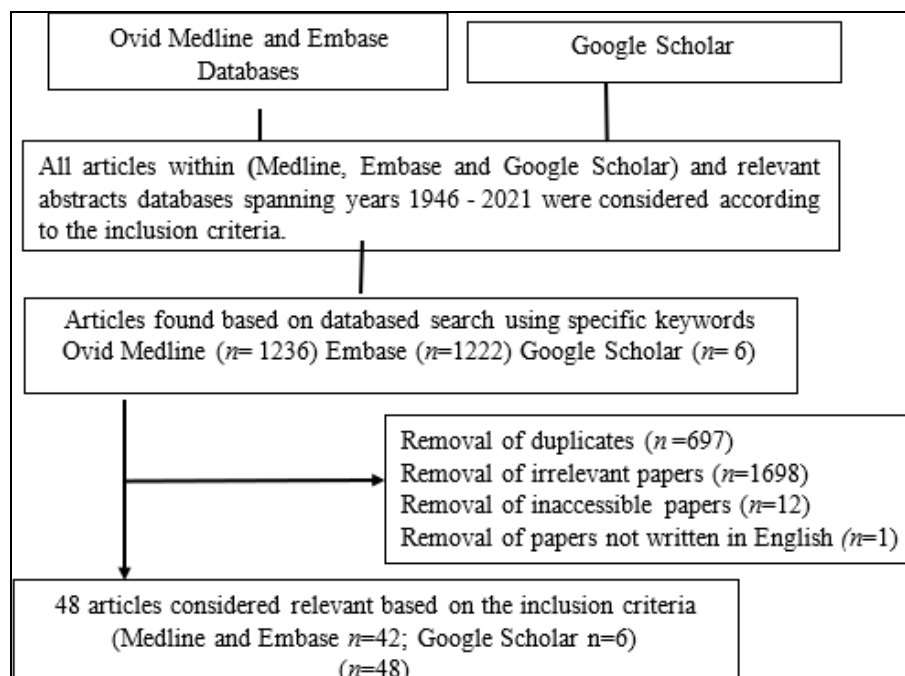 Ovid Medline and Embase
Databases
Google Scholar
All articles within (Medline, Embase and Google Scholar) and relevant
abstracts databases spanning years 1946 - 2021 were considered according
to the inclusion criteria.
Articles found based on databased search using specific keywords
Ovid Medline (n= 1236) Embase (n=1222) Google Scholar (n= 6)
Removal of duplicates (n =697)
Removal of irrelevant papers (n=1698)
Removal of inaccessible papers (n=12)
Removal of papers not written in English (n=1)
48 articles considered relevant based on the inclusion criteria
(Medline and Embase n=42; Google Scholar n=6)
(n=48)